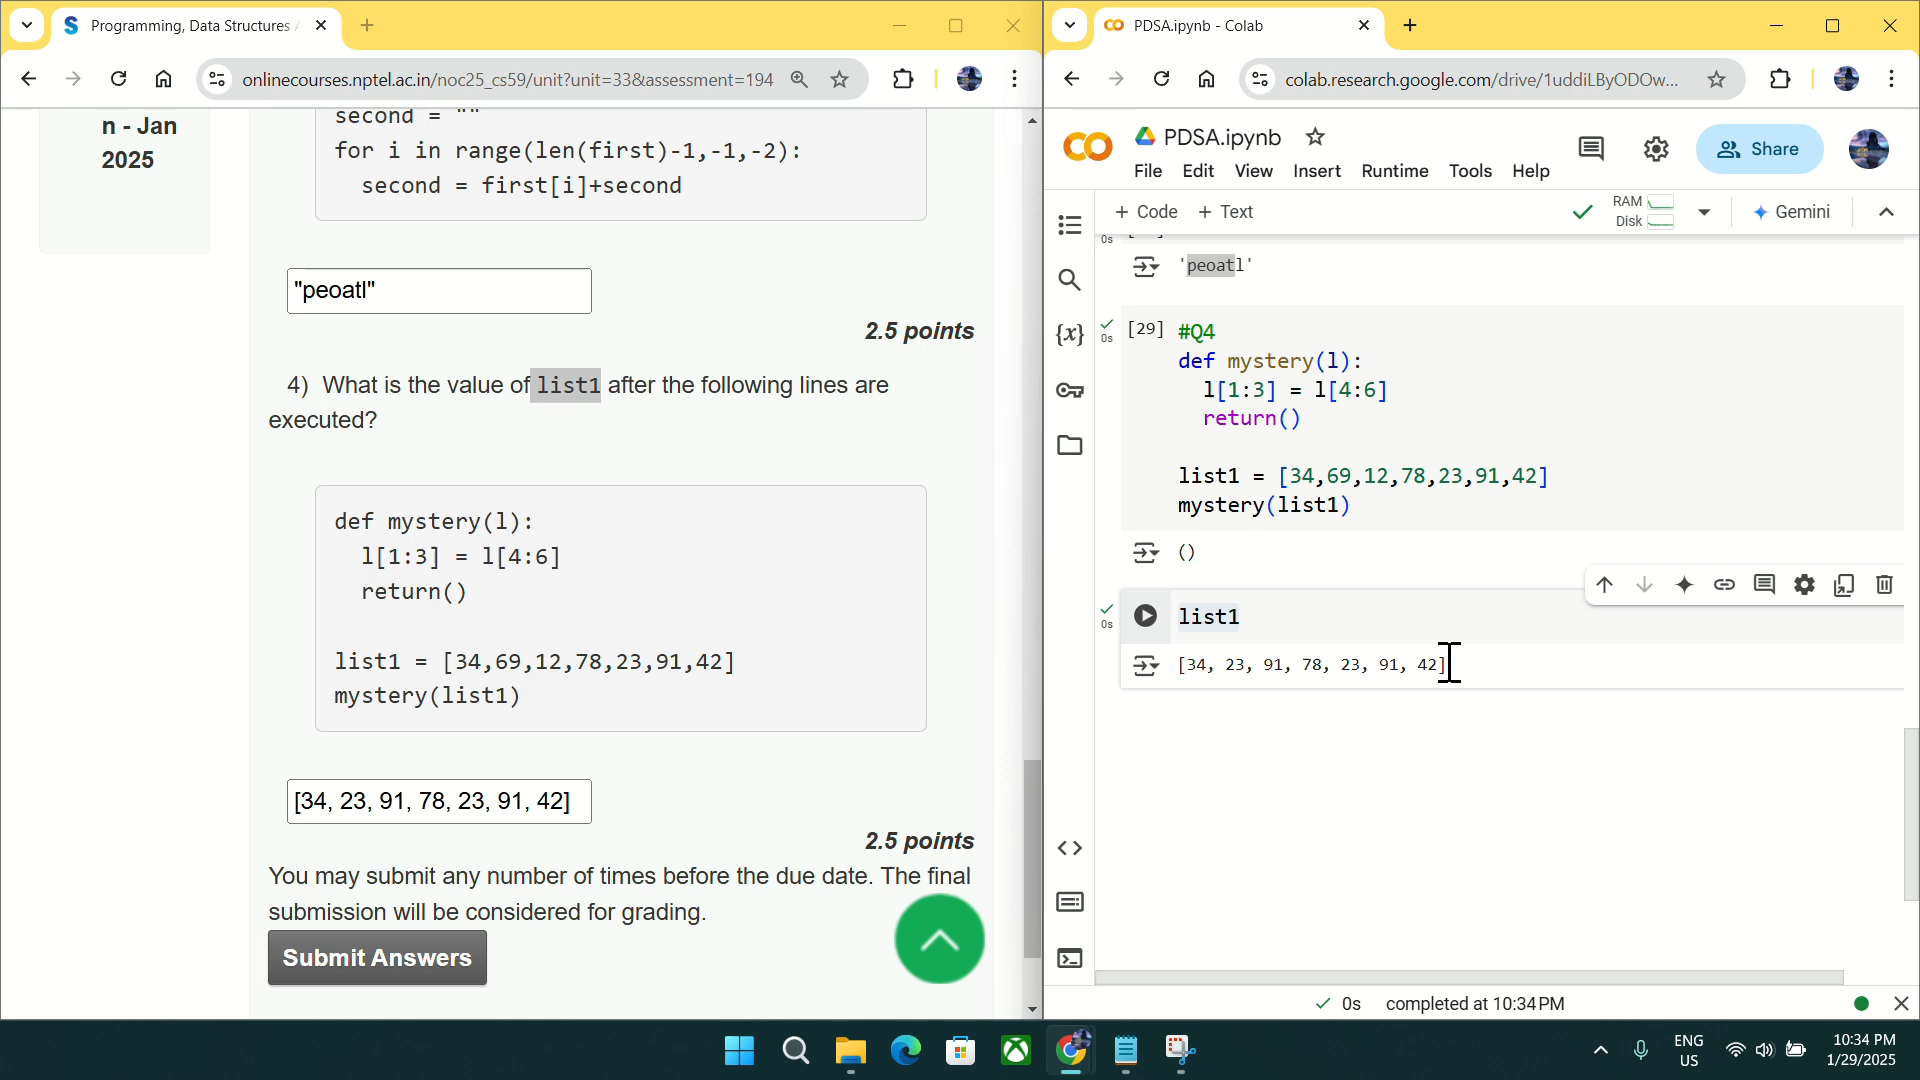 Programming, Data Structures A
onlinecourses.nptel.ac.in/noc25_cs59/unit?unit=33&assessment=194
n - Jan
2025
second = ""
for i in range(len(first)-1,-1,-2):
second = first[i]+second
"peoatl"
2.5 points
4) What is the value of list1 after the following lines are
executed?
def mystery(l):
l[1:3] = l[4:6]
return()
list1 = [34,69,12,78,23,91,42]
mystery(list1)
[34, 23, 91, 78, 23, 91, 42]
2.5 points
You may submit any number of times before the due date. The final
submission will be considered for grading.
Submit Answers
PDSA.ipynb - Colab
colab.research.google.com/drive/1uddiLByODOw...
PDSA.ipynb
File Edit View Insert Runtime Tools Help
Share
+ Code + Text
RAM
Disk
Gemini
0s
'peoatl'
[29] #Q4
0s
def mystery(l):
l[1:3] = l[4:6]
return()
list1 = [34,69,12,78,23,91,42]
mystery(list1)
()
0s
list1
[34, 23, 91, 78, 23, 91, 42]
{x}
0s completed at 10:34 PM
ENG
US
10:34 PM
1/29/2025